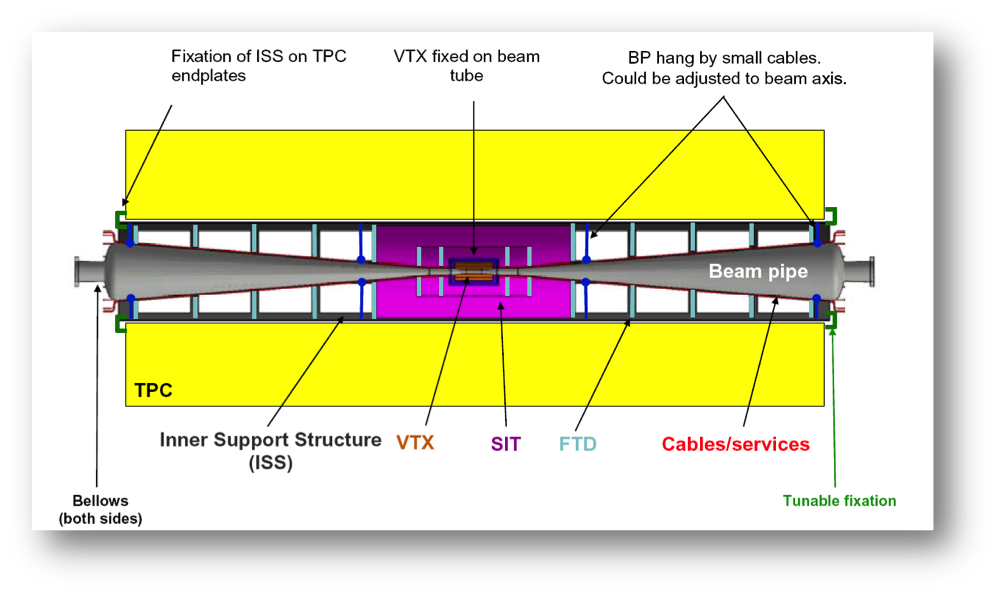 Fixation of ISS on TPC
endplates
VTX fixed on beam
tube
BP hang by small cables.
Could be adjusted to beam axis.
Beam pipe
TPC
Inner Support Structure
(ISS)
VTX
SIT
FTD
Cables/services
Bellows
(both sides)
Tunable fixation